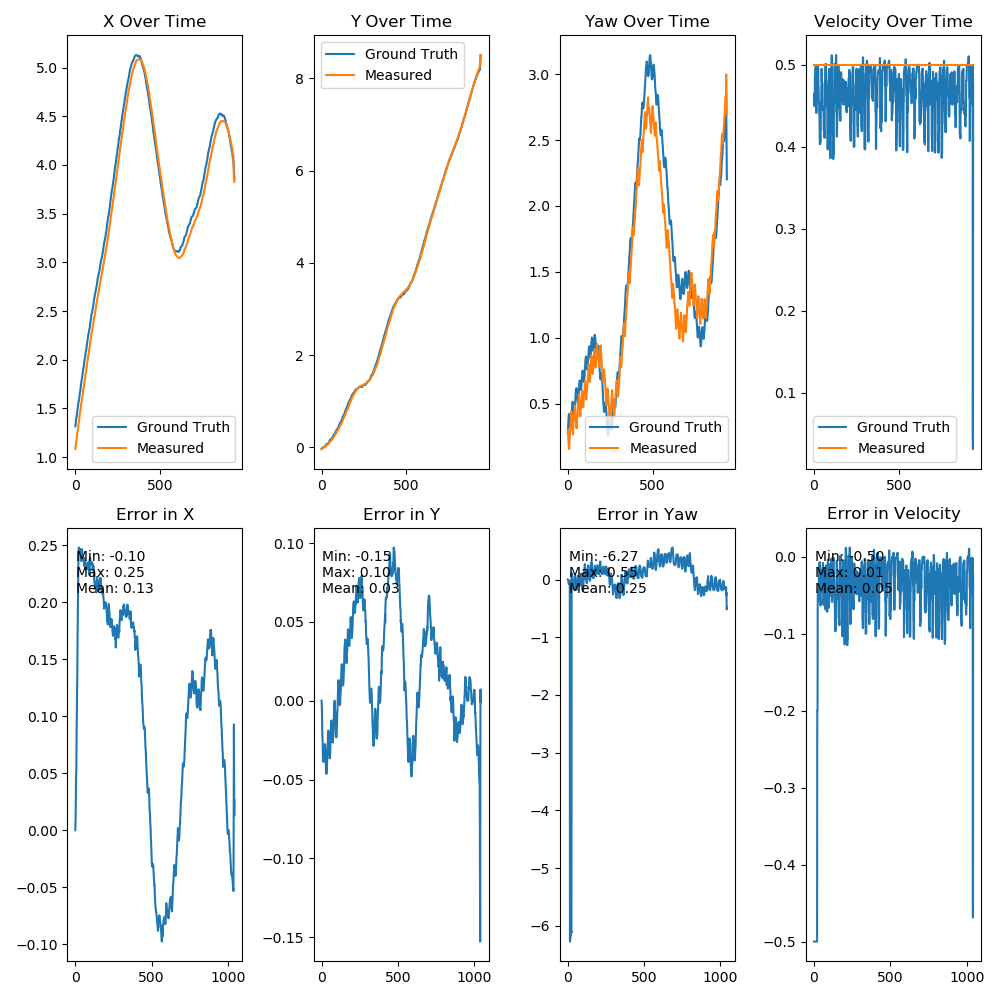 X Over Time
5.0
4.5
4.0
3.5
3.0
2.5
2.0
1.5
1.0
0
500
Ground Truth
Measured
Y Over Time
8
6
4
2
0
0
500
Ground Truth
Measured
Yaw Over Time
3.0
2.5
2.0
1.5
1.0
0.5
0
500
Ground Truth
Measured
Velocity Over Time
0.5
0.4
0.3
0.2
0.1
0
500
Ground Truth
Measured
Error in X
0.25
0.20
0.15
0.10
0.05
0.00
−0.05
−0.10
0
500
1000
Min: -0.10
Max: 0.25
Mean: 0.13
Error in Y
0.10
0.05
0.00
−0.05
−0.10
−0.15
0
500
1000
Min: -0.15
Max: 0.10
Mean: 0.03
Error in Yaw
0
−1
−2
−3
−4
−5
−6
0
500
1000
Min: -6.27
Max: 0.55
Mean: 0.25
Error in Velocity
0.0
−0.1
−0.2
−0.3
−0.4
−0.5
0
500
1000
Min: -0.50
Max: 0.01
Mean: 0.05